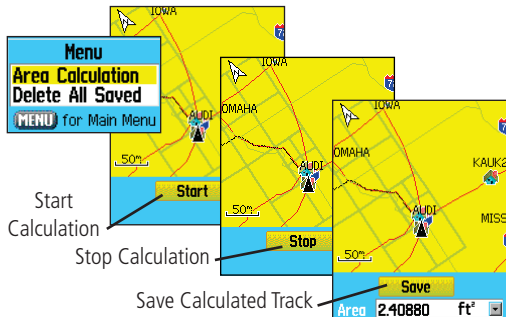 Menu
Area Calculation
Delete All Saved
MENU for Main Menu
IOWA
AUDI
50m
Start
Start
Calculation
IOWA
OMAHA
AUDI
50m
Stop
Stop Calculation
IOWA
OMAHA
KAUK
AUDI
MISS
50m
Save
Save Calculated Track
Area 2.40880 ft²